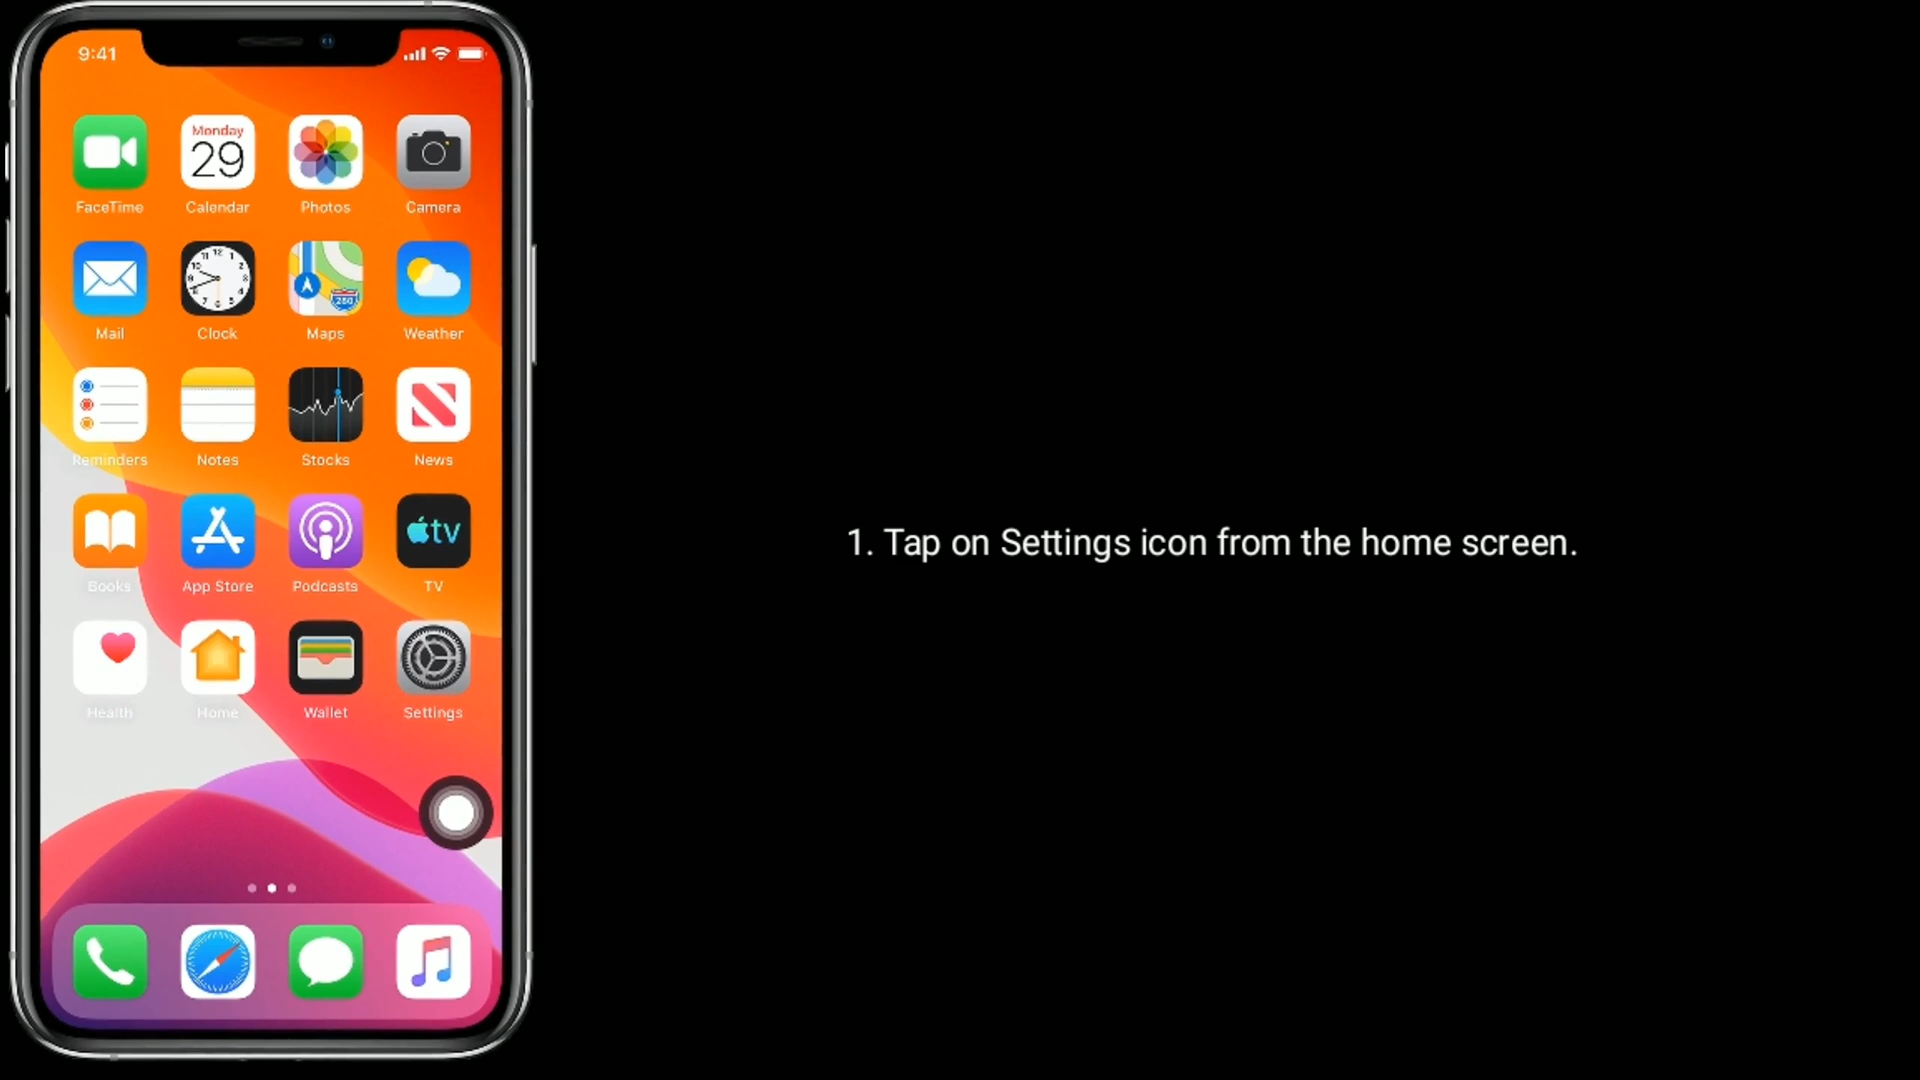 9:41
Monday
29
FaceTime
Calendar
Photos
Camera
280
Mail
Clock
Maps
Weather
Reminders
Notes
Stocks
News
tv
Books
App Store
Podcasts
TV
Health
Home
Wallet
Settings
1. Tap on Settings icon from the home screen.